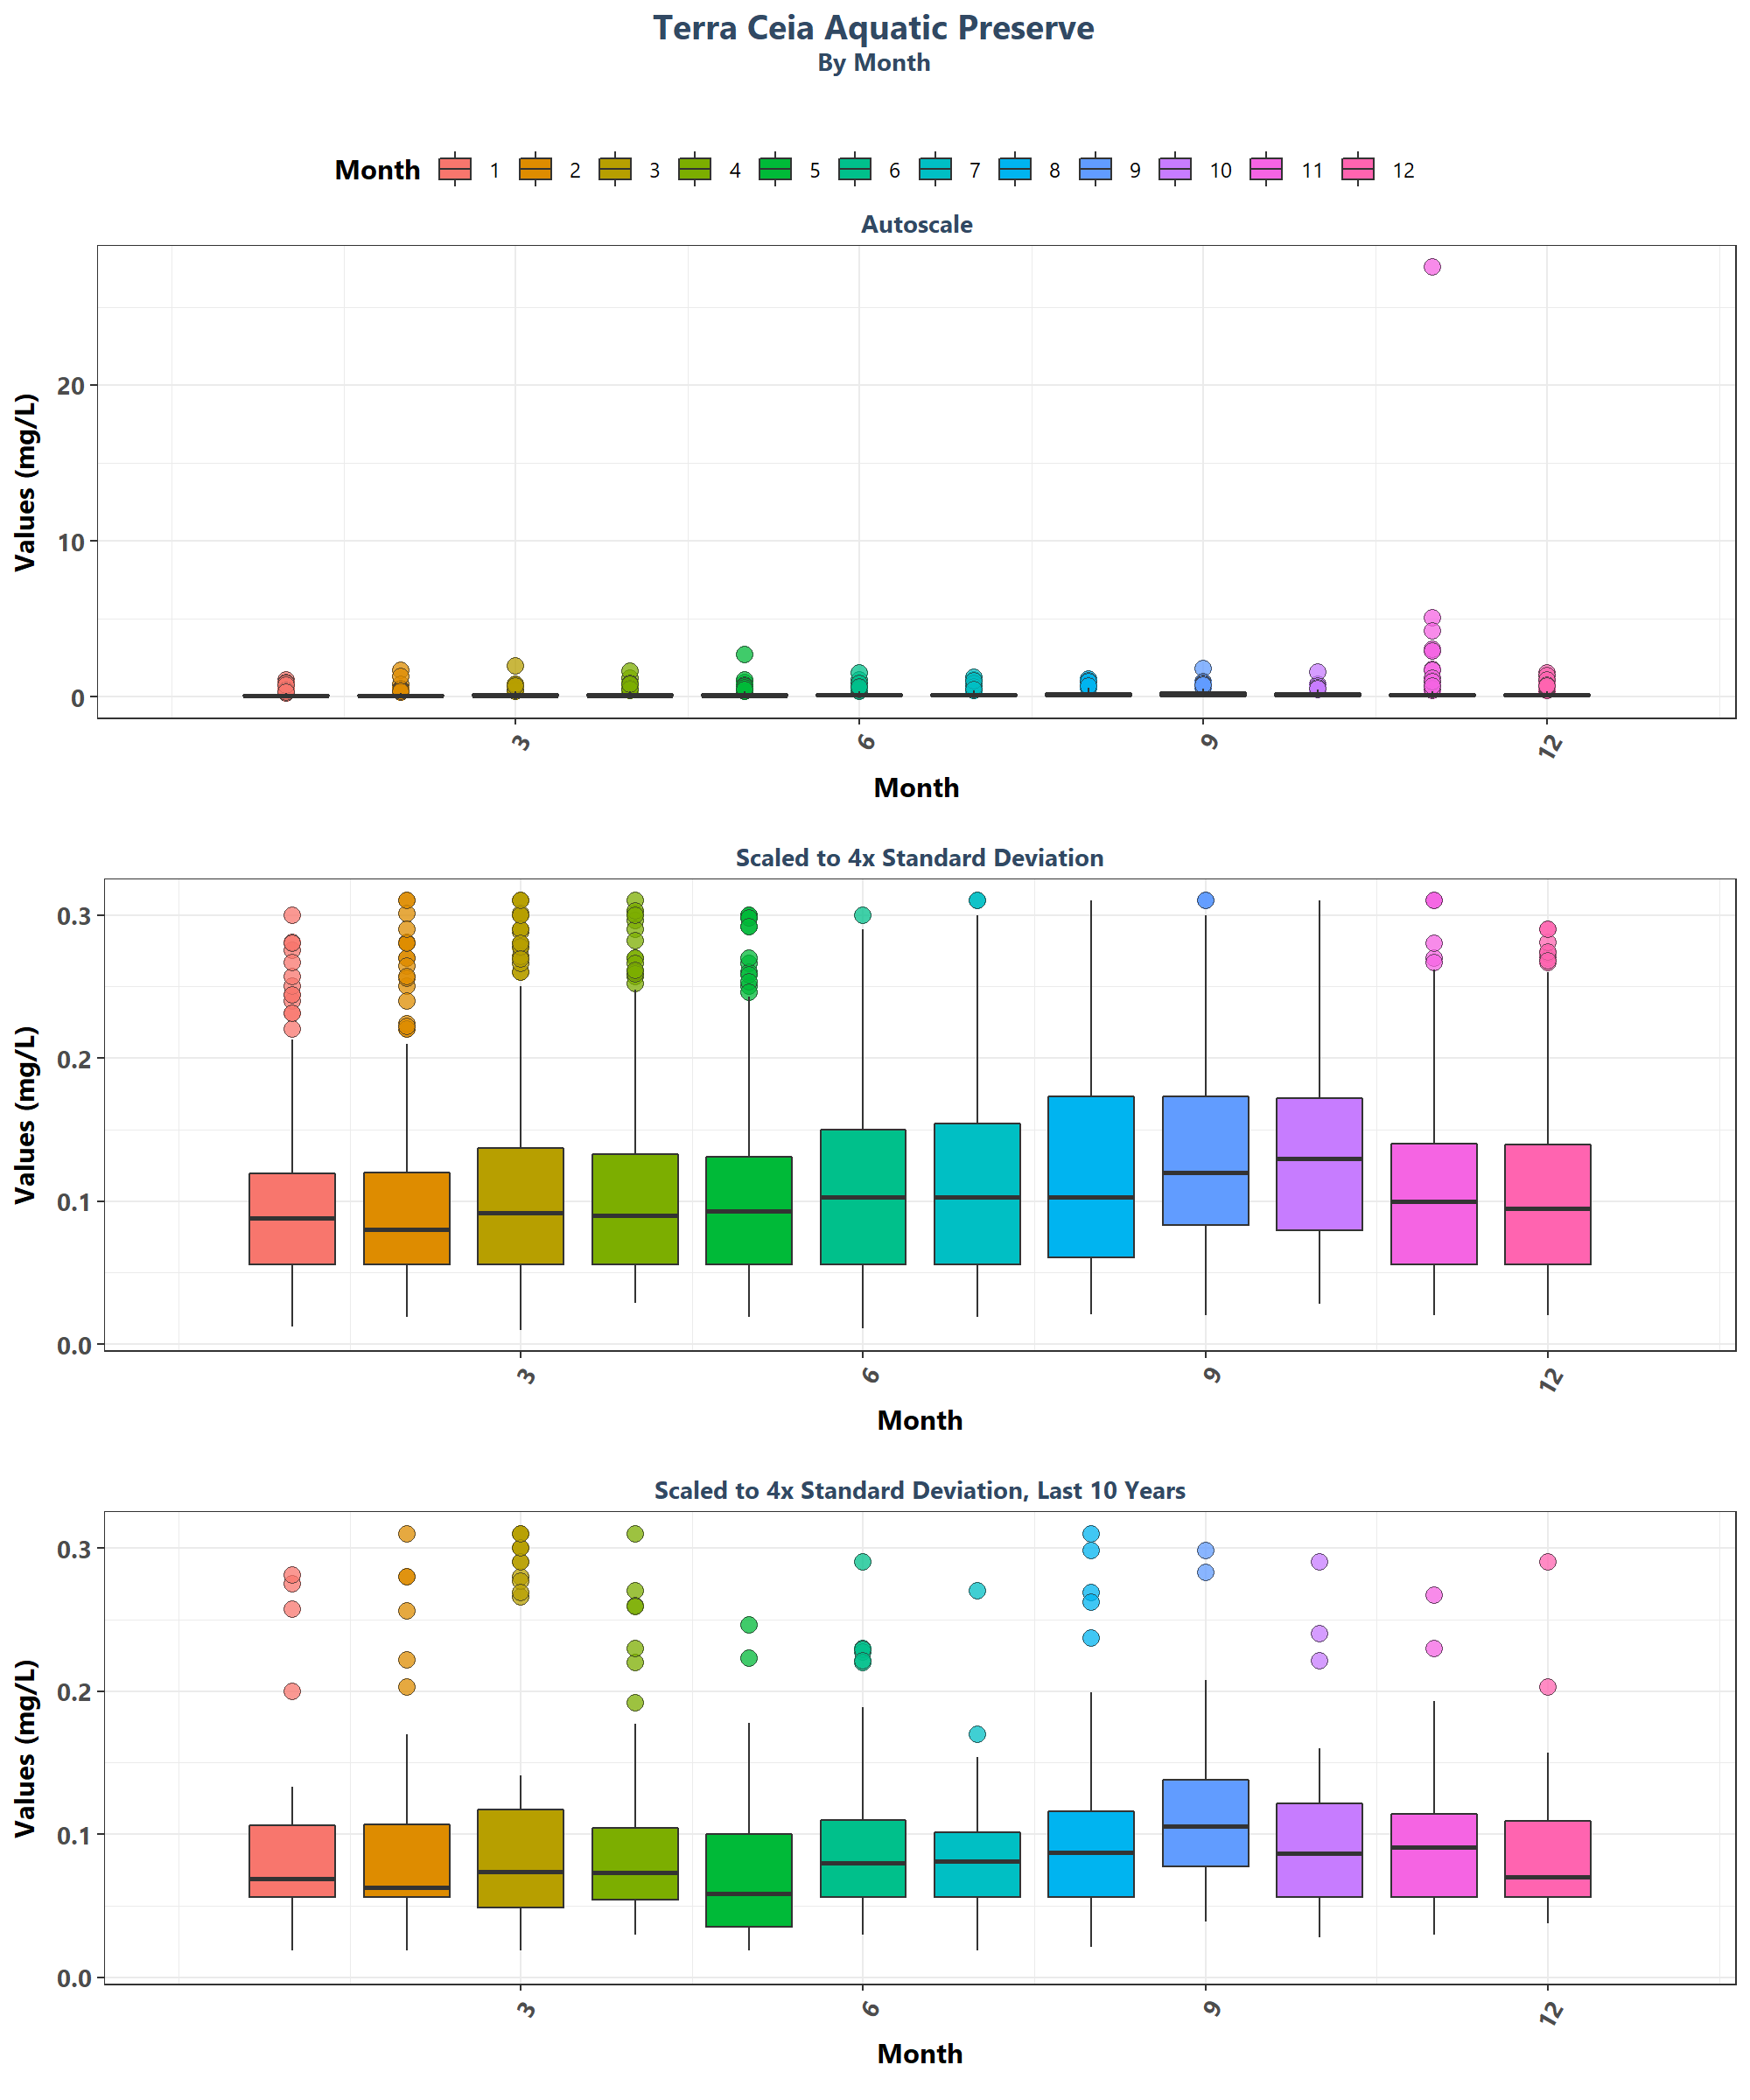 Terra Ceia Aquatic Preserve
By Month
Month 1 2 3 4 5 6 7 8 9 10 11 12
Autoscale
Values (mg/L)
20
10
0
3 6 9 12
Month
Scaled to 4x Standard Deviation
Values (mg/L)
0.3
0.2
0.1
0.0
3 6 9 12
Month
Scaled to 4x Standard Deviation, Last 10 Years
Values (mg/L)
0.3
0.2
0.1
0.0
3 6 9 12
Month